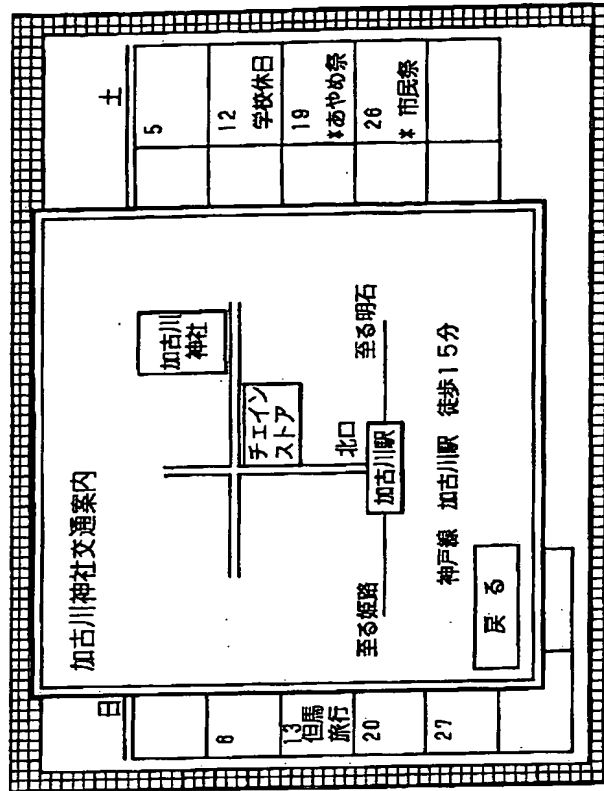 日
土
5
6
12
学校休日
13
但馬
旅行
19
*あやめ祭
20
26
* 市民祭
27
加古川神社交通案内
加古川
神社
チェイン
ストア
北口
至る姫路
加古川駅
至る明石
神戸線 加古川駅 徒歩15分
戻る